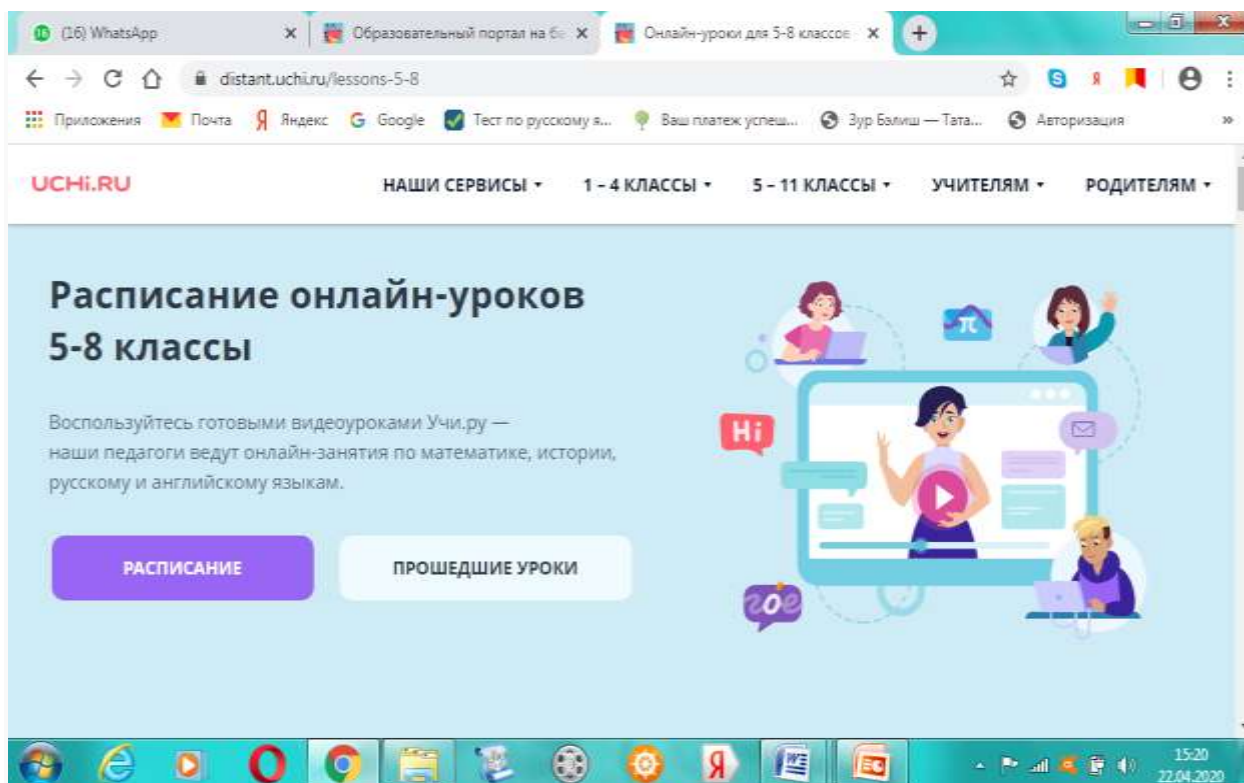 (16) WhatsApp
Образовательный портал на б
Онлайн-уроки для 5-8 классов
distant.uchi.ru/lessons-5-8
Приложения Почта Яндекс Google Тест по русскому я... Ваш платеж успеш... Зур Бэлиш — Тата... Авторизация
UCHi.RU НАШИ СЕРВИСЫ 1 – 4 КЛАССЫ 5 – 11 КЛАССЫ УЧИТЕЛЯМ РОДИТЕЛЯМ
Расписание онлайн-уроков
5-8 классы
Воспользуйтесь готовыми видеоуроками Учи.ру —
наши педагоги ведут онлайн-занятия по математике, истории,
русскому и английскому языкам.
РАСПИСАНИЕ
ПРОШЕДШИЕ УРОКИ
π
Hi
15:20
22.04.2020